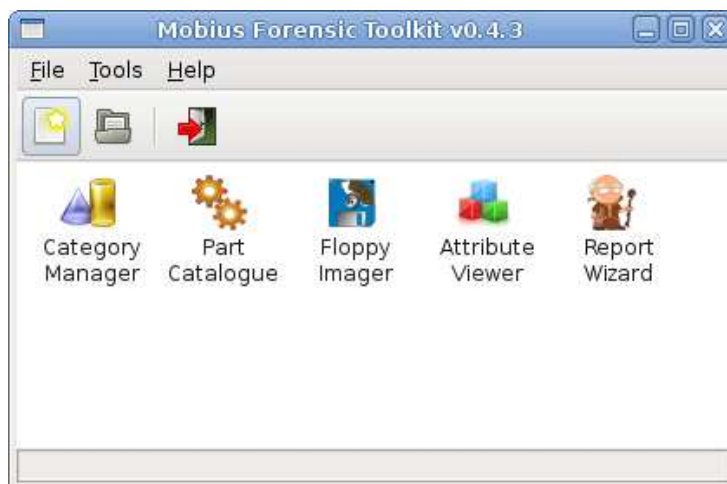 Mobius Forensic Toolkit v0.4.3
File Tools Help
Category Manager
Part Catalogue
Floppy Imager
Attribute Viewer
Report Wizard